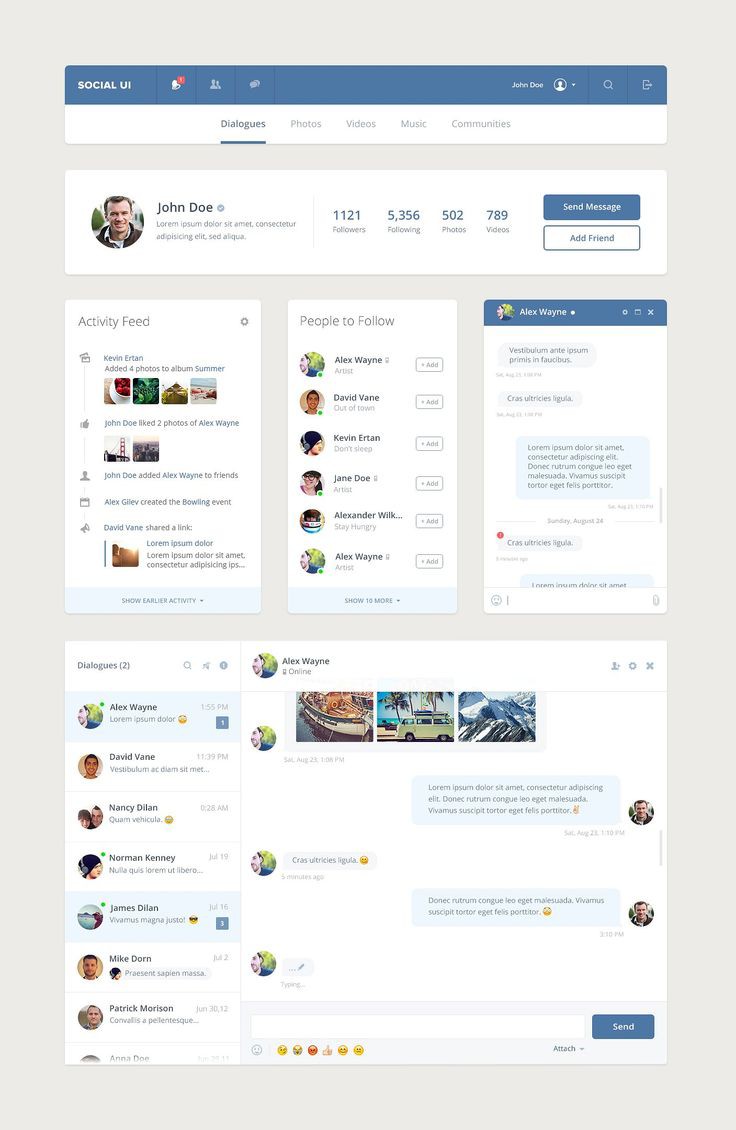 SOCIAL UI
1
John Doe
Dialogues
Photos
Videos
Music
Communities
John Doe
Lorem ipsum dolor sit amet, consectetur
adipisicing elit, sed aliqua.
1121
Followers
5,356
Following
502
Photos
789
Videos
Send Message
Add Friend
Activity Feed
Kevin Ertan
Added 4 photos to album Summer
John Doe liked 2 photos of Alex Wayne
John Doe added Alex Wayne to friends
Alex Gilev created the Bowling event
David Vane shared a link:
Lorem ipsum dolor
Lorem ipsum dolor sit amet,
consectetur adipisicing ips...
SHOW EARLIER ACTIVITY
People to Follow
Alex Wayne
Artist
+ Add
David Vane
Out of town
+ Add
Kevin Ertan
Don't sleep
+ Add
Jane Doe
Artist
+ Add
Alexander Wilk...
Stay Hungry
+ Add
Alex Wayne
Artist
+ Add
SHOW 10 MORE
Alex Wayne
Vestibulum ante ipsum
primis in faucibus.
Sat, Aug 23, 1:08 PM
Cras ultricies ligula.
Sat, Aug 23, 1:08 PM
Lorem ipsum dolor sit amet,
consectetur adipiscing elit.
Donec rutrum congue leo eget
malesuada. Vivamus suscipit
tortor eget felis porttitor.
Sat, Aug 23, 1:10 PM
Sunday, August 24
Cras ultricies ligula.
5 minutes ago
Lorem ipsum dolor sit amet,
Dialogues (2)
Alex Wayne
1:55 PM
Lorem ipsum dolor 😳
1
David Vane
11:39 PM
Vestibulum ac diam sit met...
Nancy Dilan
0:28 AM
Quam vehicula. 😄
Norman Kenney
Jul 19
Nulla quis lorem ut libero...
James Dilan
Jul 16
Vivamus magna justo! 😎
3
Mike Dorn
Jul 2
Praesent sapien massa.
Patrick Morison
Jun 30,12
Convallis a pellentesque...
Anna Doe
Jun 29,11
Alex Wayne
Online
Sat, Aug 23, 1:08 PM
Lorem ipsum dolor sit amet, consectetur adipiscing
elit. Donec rutrum congue leo eget malesuada.
Vivamus suscipit tortor eget felis porttitor.✌
Sat, Aug 23, 1:10 PM
Cras ultricies ligula. 😄
5 minutes ago
Donec rutrum congue leo eget malesuada. Vivamus
suscipit tortor eget felis porttitor. 😳
3:10 PM
...
Typing...
Send
Attach